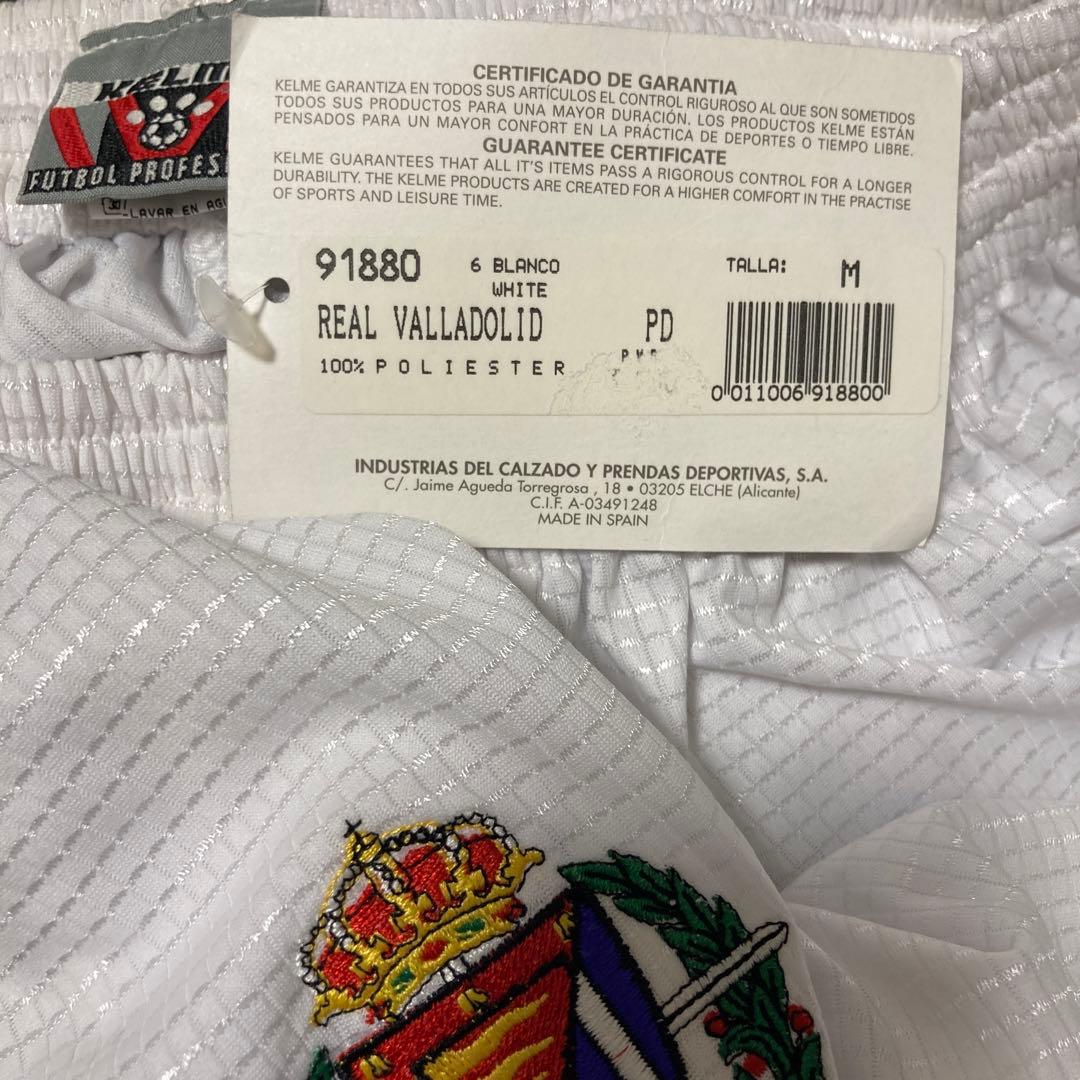 KELM
FUTBOL PROFES
-LAVAR EN AGU
CERTIFICADO DE GARANTIA
KELME GARANTIZA EN TODOS SUS ARTÍCULOS EL CONTROL RIGUROSO AL QUE SON SOMETIDOS
TODOS SUS PRODUCTOS PARA UNA MAYOR DURACIÓN. LOS PRODUCTOS KELME ESTÁN
PENSADOS PARA UN MAYOR CONFORT EN LA PRÁCTICA DE DEPORTES O TIEMPO LIBRE.
GUARANTEE CERTIFICATE
KELME GUARANTEES THAT ALL IT'S ITEMS PASS A RIGOROUS CONTROL FOR A LONGER
DURABILITY. THE KELME PRODUCTS ARE CREATED FOR A HIGHER COMFORT IN THE PRACTISE
OF SPORTS AND LEISURE TIME.
91880 6 BLANCO TALLA: M
WHITE
REAL VALLADOLID PD
100% POLIESTER
0 011006 918800
INDUSTRIAS DEL CALZADO Y PRENDAS DEPORTIVAS, S.A.
C/. Jaime Agueda Torregrosa , 18 • 03205 ELCHE (Alicante)
C.I.F. A-03491248
MADE IN SPAIN